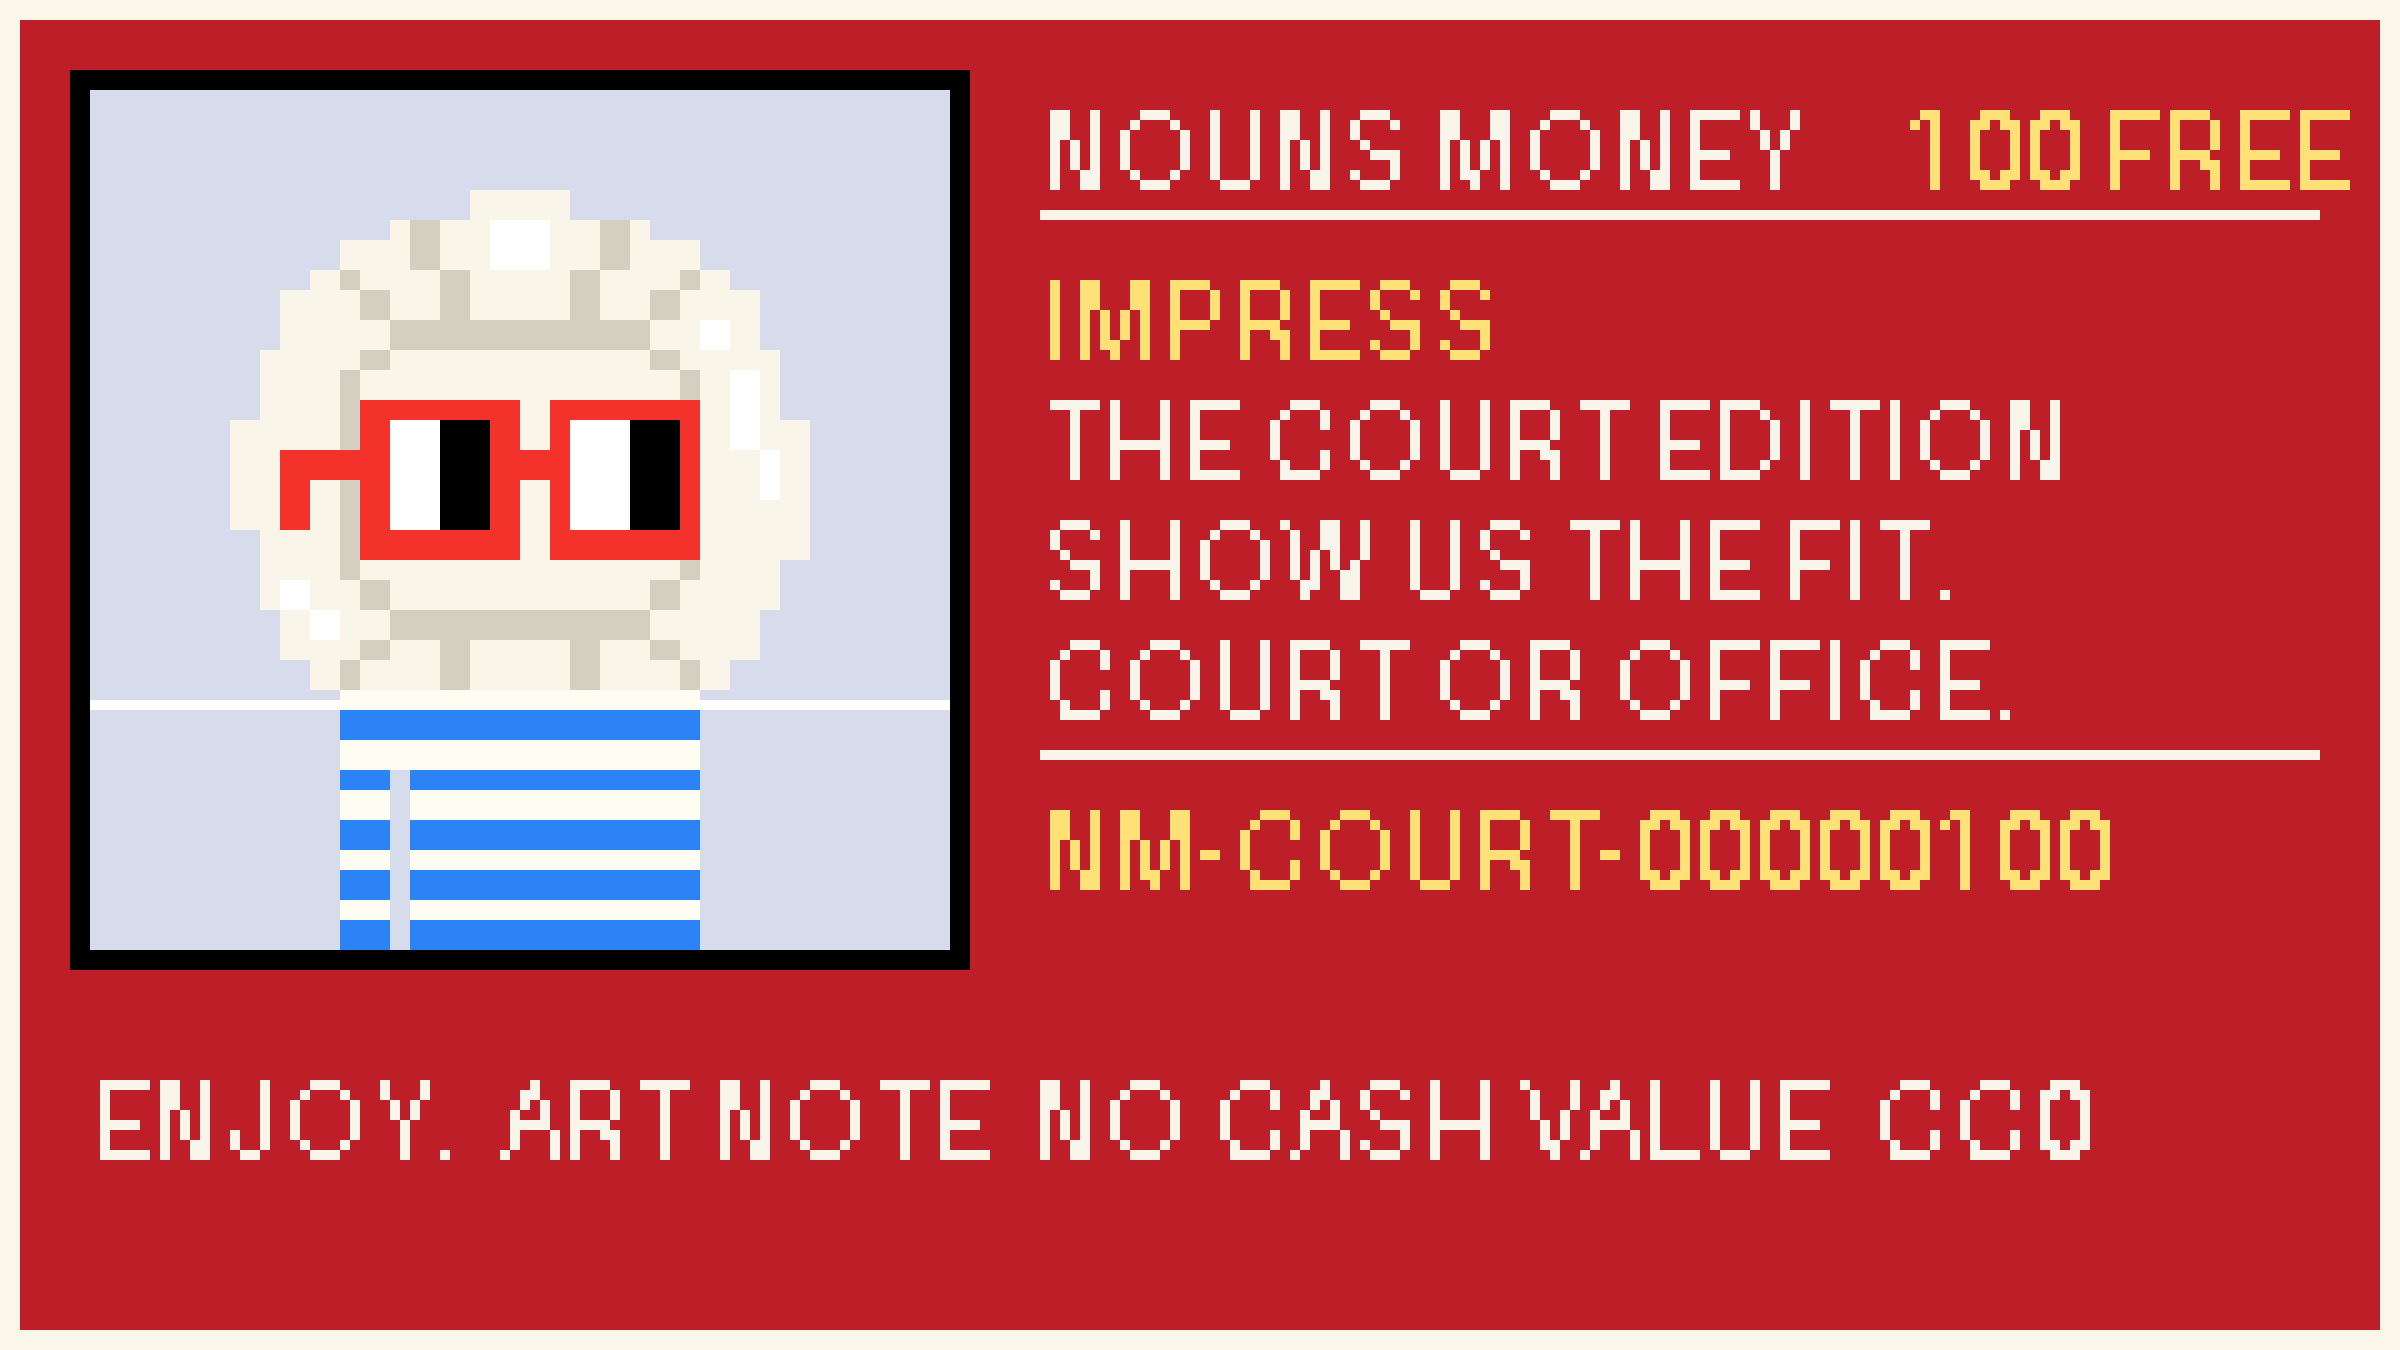 NOUNS MONEY 100 FREE
IMPRESS
THE COURT EDITION
SHOW US THE FIT.
COURT OR OFFICE.
NM-COURT-00000100
ENJOY. ART NOTE NO CASH VALUE CC0